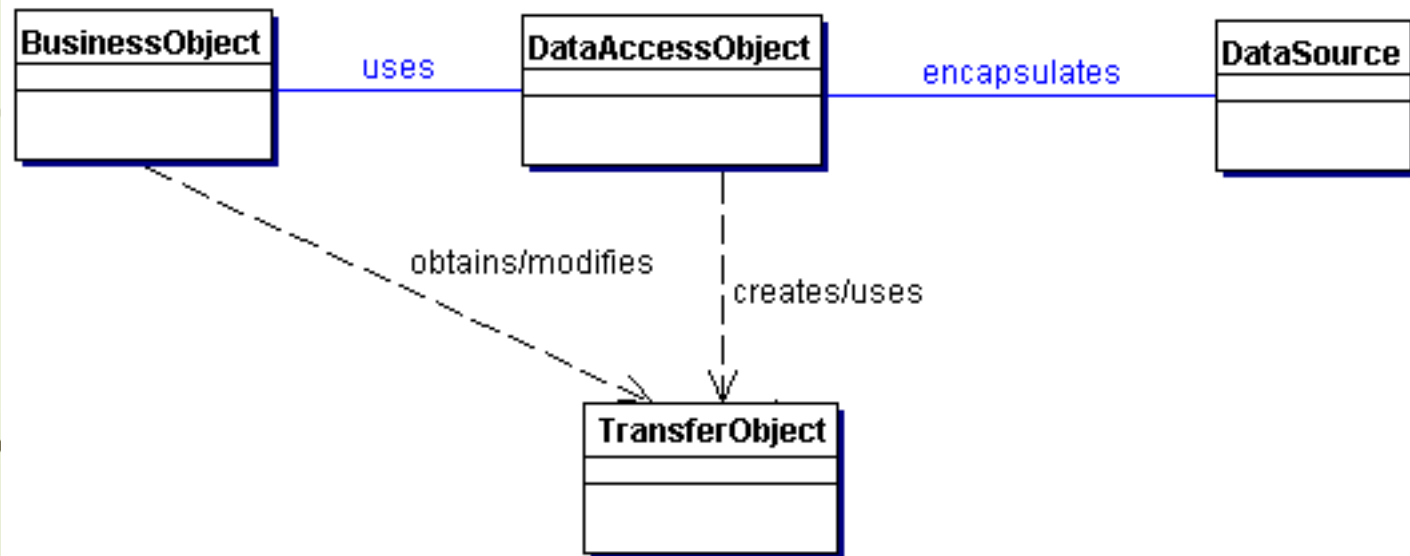 BusinessObject
uses
DataAccessObject
encapsulates
DataSource
obtains/modifies
creates/uses
TransferObject